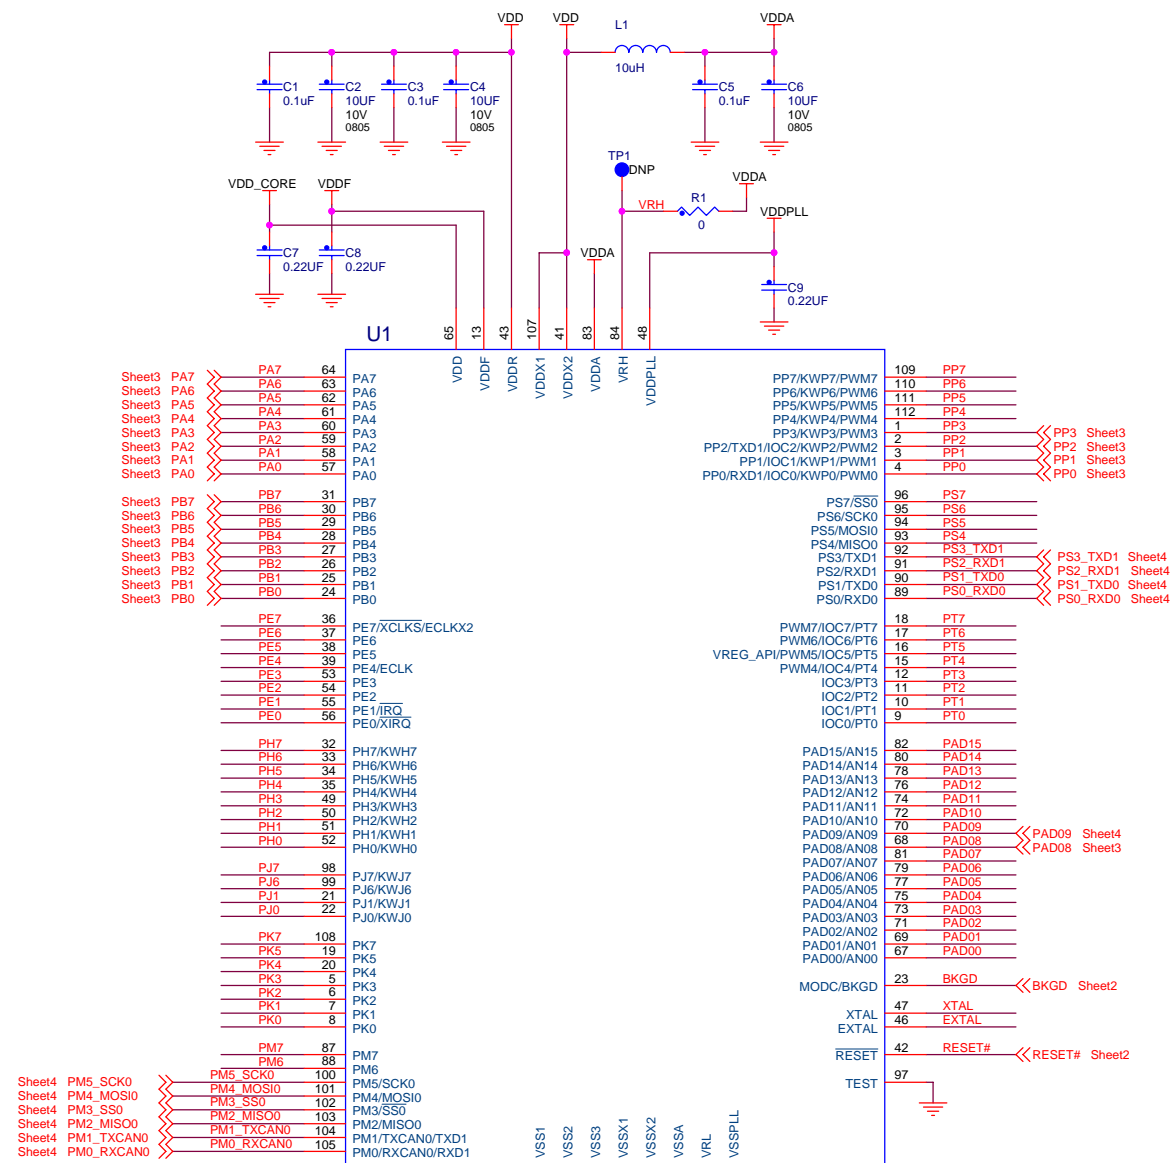 VDD VDD L1 VDDA
10uH
C1 C2 C3 C4 C5 C6
0.1uF 10UF 0.1uF 10UF 0.1uF 10UF
10V 10V 10V
0805 0805 0805
TP1
DNP
VDD_CORE VDDF R1 VDDA
VRH VDDPLL
0
C7 C8 VDDA
0.22UF 0.22UF
C9
0.22UF
U1
65 13 43 107 41 83 84 48
VDD VDDF VDDR VDDX1 VDDX2 VDDA VRH VDDPLL
Sheet3 PA7 PA7 64 PA7
Sheet3 PA6 PA6 63 PA6
Sheet3 PA5 PA5 62 PA5
Sheet3 PA4 PA4 61 PA4
Sheet3 PA3 PA3 60 PA3
Sheet3 PA2 PA2 59 PA2
Sheet3 PA1 PA1 58 PA1
Sheet3 PA0 PA0 57 PA0
Sheet3 PB7 PB7 31 PB7
Sheet3 PB6 PB6 30 PB6
Sheet3 PB5 PB5 29 PB5
Sheet3 PB4 PB4 28 PB4
Sheet3 PB3 PB3 27 PB3
Sheet3 PB2 PB2 26 PB2
Sheet3 PB1 PB1 25 PB1
Sheet3 PB0 PB0 24 PB0
PE7 36 PE7/XCLKS/ECLKX2
PE6 37 PE6
PE5 38 PE5
PE4 39 PE4/ECLK
PE3 53 PE3
PE2 54 PE2
PE1 55 PE1/IRQ
PE0 56 PE0/XIRQ
PH7 32 PH7/KWH7
PH6 33 PH6/KWH6
PH5 34 PH5/KWH5
PH4 35 PH4/KWH4
PH3 49 PH3/KWH3
PH2 50 PH2/KWH2
PH1 51 PH1/KWH1
PH0 52 PH0/KWH0
PJ7 98 PJ7/KWJ7
PJ6 99 PJ6/KWJ6
PJ1 21 PJ1/KWJ1
PJ0 22 PJ0/KWJ0
PK7 108 PK7
PK5 19 PK5
PK4 20 PK4
PK3 5 PK3
PK2 6 PK2
PK1 7 PK1
PK0 8 PK0
PM7 87 PM7
PM6 88 PM6
Sheet4 PM5_SCK0 PM5_SCK0 100 PM5/SCK0
Sheet4 PM4_MOSI0 PM4_MOSI0 101 PM4/MOSI0
Sheet4 PM3_SS0 PM3_SS0 102 PM3/SS0
Sheet4 PM2_MISO0 PM2_MISO0 103 PM2/MISO0
Sheet4 PM1_TXCAN0 PM1_TXCAN0 104 PM1/TXCAN0/TXD1
Sheet4 PM0_RXCAN0 PM0_RXCAN0 105 PM0/RXCAN0/RXD1
PP7/KWP7/PWM7 109 PP7
PP6/KWP6/PWM6 110 PP6
PP5/KWP5/PWM5 111 PP5
PP4/KWP4/PWM4 112 PP4
PP3/KWP3/PWM3 1 PP3 PP3 Sheet3
PP2/TXD1/IOC2/KWP2/PWM2 2 PP2 PP2 Sheet3
PP1/IOC1/KWP1/PWM1 3 PP1 PP1 Sheet3
PP0/RXD1/IOC0/KWP0/PWM0 4 PP0 PP0 Sheet3
PS7/SS0 96 PS7
PS6/SCK0 95 PS6
PS5/MOSI0 94 PS5
PS4/MISO0 93 PS4
PS3/TXD1 92 PS3_TXD1 PS3_TXD1 Sheet4
PS2/RXD1 91 PS2_RXD1 PS2_RXD1 Sheet4
PS1/TXD0 90 PS1_TXD0 PS1_TXD0 Sheet4
PS0/RXD0 89 PS0_RXD0 PS0_RXD0 Sheet4
PWM7/IOC7/PT7 18 PT7
PWM6/IOC6/PT6 17 PT6
VREG_API/PWM5/IOC5/PT5 16 PT5
PWM4/IOC4/PT4 15 PT4
IOC3/PT3 12 PT3
IOC2/PT2 11 PT2
IOC1/PT1 10 PT1
IOC0/PT0 9 PT0
PAD15/AN15 82 PAD15
PAD14/AN14 80 PAD14
PAD13/AN13 78 PAD13
PAD12/AN12 76 PAD12
PAD11/AN11 74 PAD11
PAD10/AN10 72 PAD10
PAD09/AN09 70 PAD09 PAD09 Sheet4
PAD08/AN08 68 PAD08 PAD08 Sheet3
PAD07/AN07 81 PAD07
PAD06/AN06 79 PAD06
PAD05/AN05 77 PAD05
PAD04/AN04 75 PAD04
PAD03/AN03 73 PAD03
PAD02/AN02 71 PAD02
PAD01/AN01 69 PAD01
PAD00/AN00 67 PAD00
MODC/BKGD 23 BKGD BKGD Sheet2
XTAL 47 XTAL
EXTAL 46 EXTAL
RESET 42 RESET# RESET# Sheet2
TEST 97
VSS1 VSS2 VSS3 VSSX1 VSSX2 VSSA VRL VSSPLL